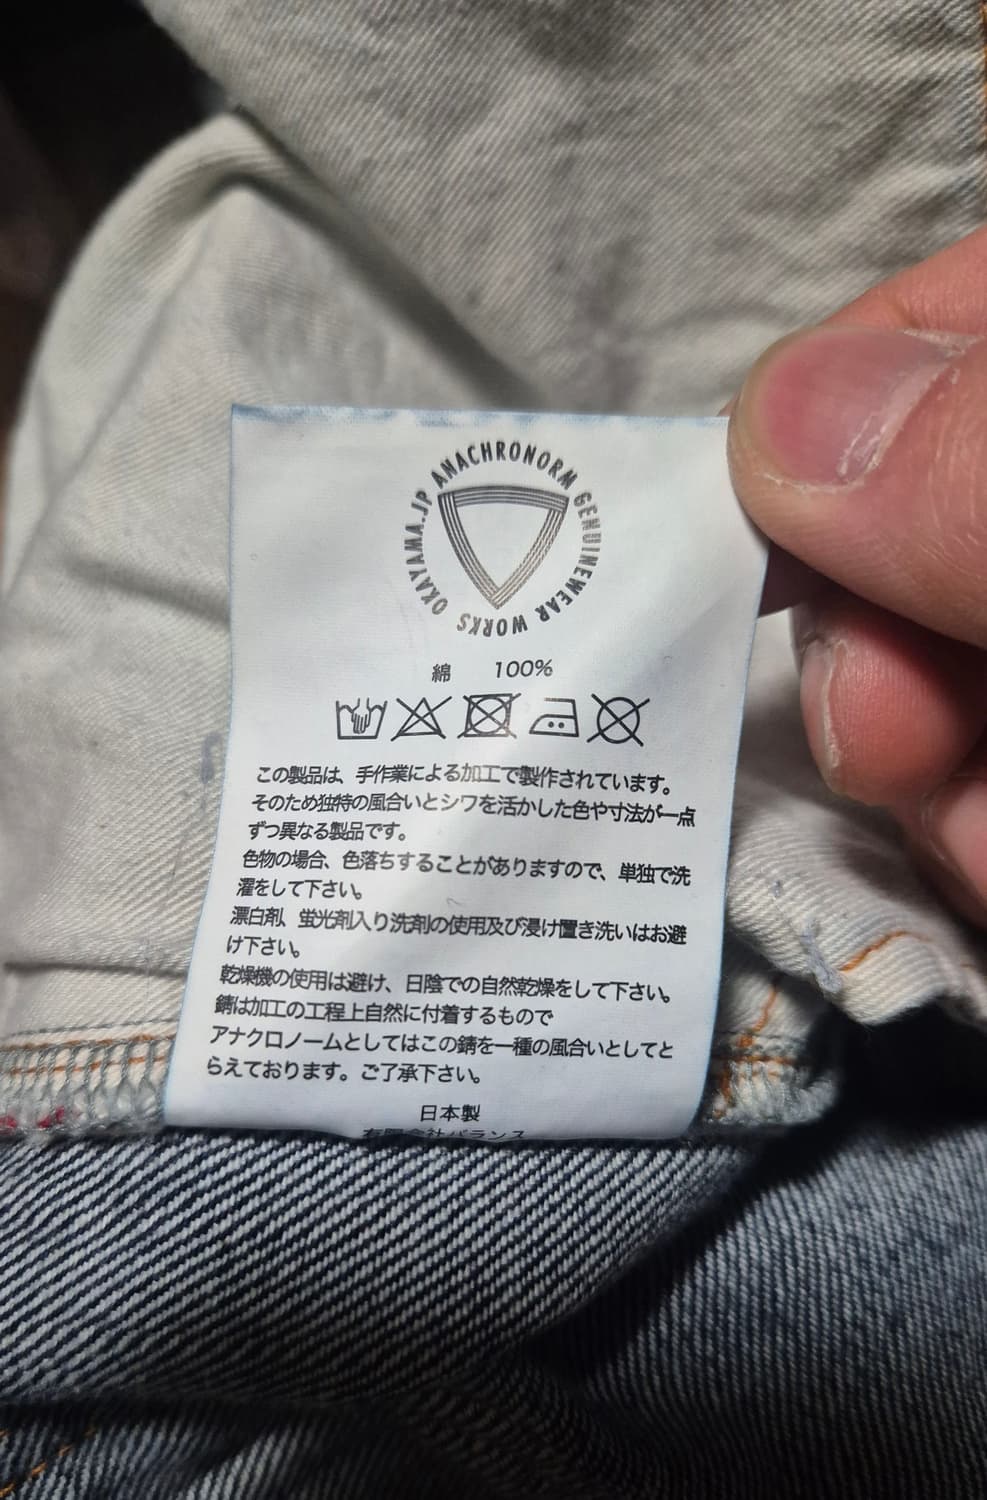 ANACHRONORM GENUINEWEAR WORKS OKAYAMA.JP
綿 100%
この製品は、手作業による加工で製作されています。
そのため独特の風合いとシワを活かした色や寸法が一点
ずつ異なる製品です。
色物の場合、色落ちすることがありますので、単独で洗
濯をして下さい。
漂白剤、蛍光剤入り洗剤の使用及び浸け置き洗いはお避
け下さい。
乾燥機の使用は避け、日陰での自然乾燥をして下さい。
錆は加工の工程上自然に付着するもので
アナクロノームとしてはこの錆を一種の風合いとしてと
らえております。ご了承下さい。
日本製
有限会社バランス